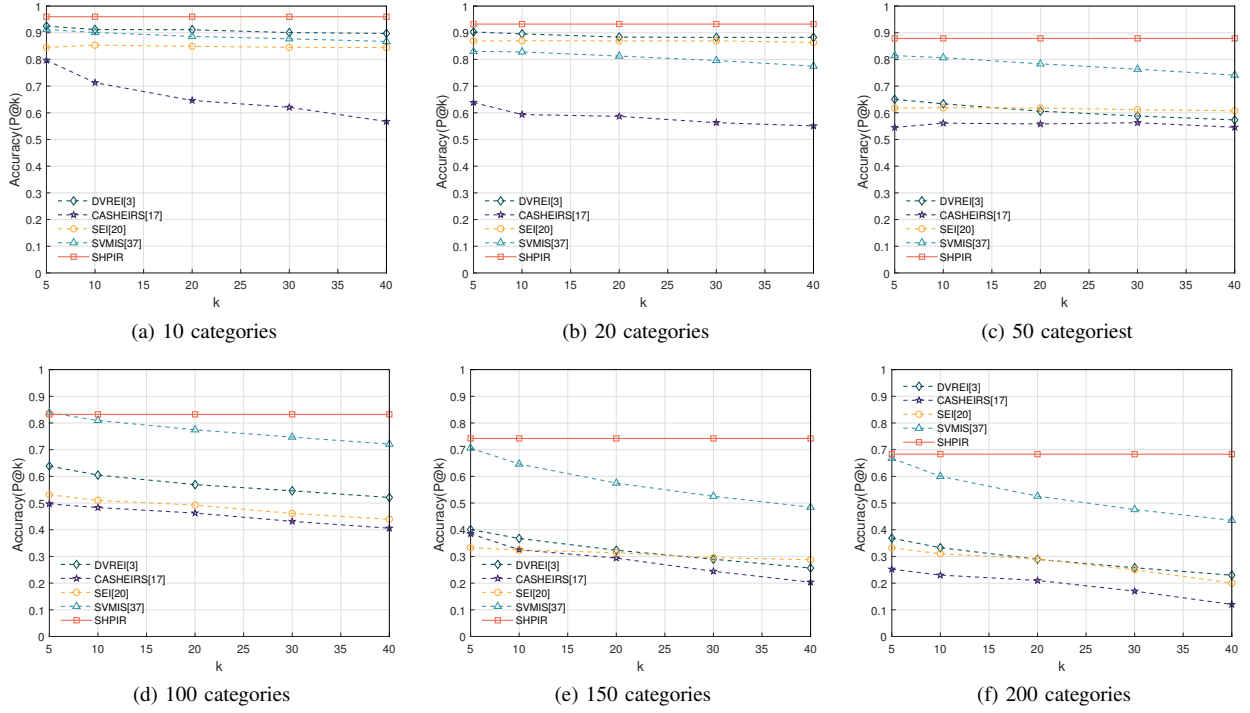 1
0.9
0.8
0.7
0.6
0.5
0.4
0.3
0.2
0.1
0
Accuracy(P@k)
DVREI[3]
CASHEIRS[17]
SEI[20]
SVMIS[37]
SHPIR
5 10 15 20 25 30 35 40
k
(a) 10 categories
1
0.9
0.8
0.7
0.6
0.5
0.4
0.3
0.2
0.1
0
Accuracy(P@k)
DVREI[3]
CASHEIRS[17]
SEI[20]
SVMIS[37]
SHPIR
5 10 15 20 25 30 35 40
k
(b) 20 categories
1
0.9
0.8
0.7
0.6
0.5
0.4
0.3
0.2
0.1
0
Accuracy(P@k)
DVREI[3]
CASHEIRS[17]
SEI[20]
SVMIS[37]
SHPIR
5 10 15 20 25 30 35 40
k
(c) 50 categoriest
1
0.9
0.8
0.7
0.6
0.5
0.4
0.3
0.2
0.1
0
Accuracy(P@k)
DVREI[3]
CASHEIRS[17]
SEI[20]
SVMIS[37]
SHPIR
5 10 15 20 25 30 35 40
k
(d) 100 categories
1
0.9
0.8
0.7
0.6
0.5
0.4
0.3
0.2
0.1
0
Accuracy(P@k)
DVREI[3]
CASHEIRS[17]
SEI[20]
SVMIS[37]
SHPIR
5 10 15 20 25 30 35 40
k
(e) 150 categories
1
0.9
0.8
0.7
0.6
0.5
0.4
0.3
0.2
0.1
0
Accuracy(P@k)
DVREI[3]
CASHEIRS[17]
SEI[20]
SVMIS[37]
SHPIR
5 10 15 20 25 30 35 40
k
(f) 200 categories